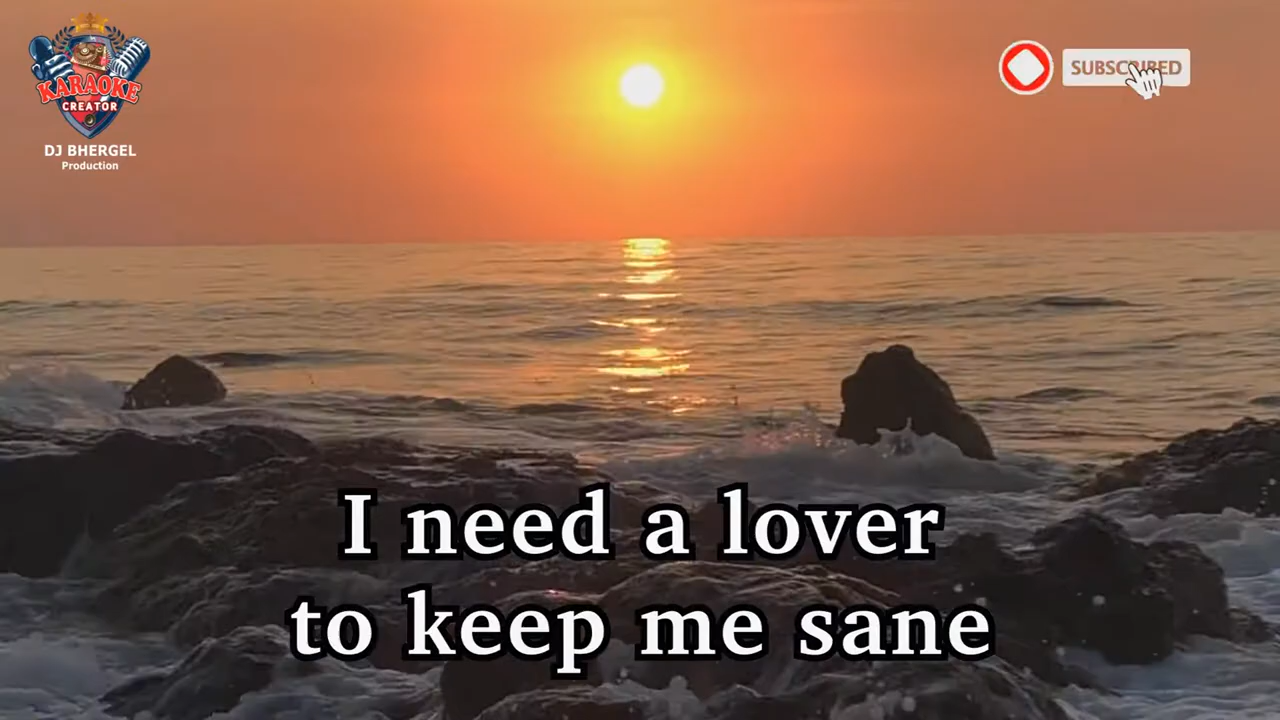 KARAOKE
CREATOR
DJ BHERGEL
Production
SUBSCRIBED
I need a lover
to keep me sane